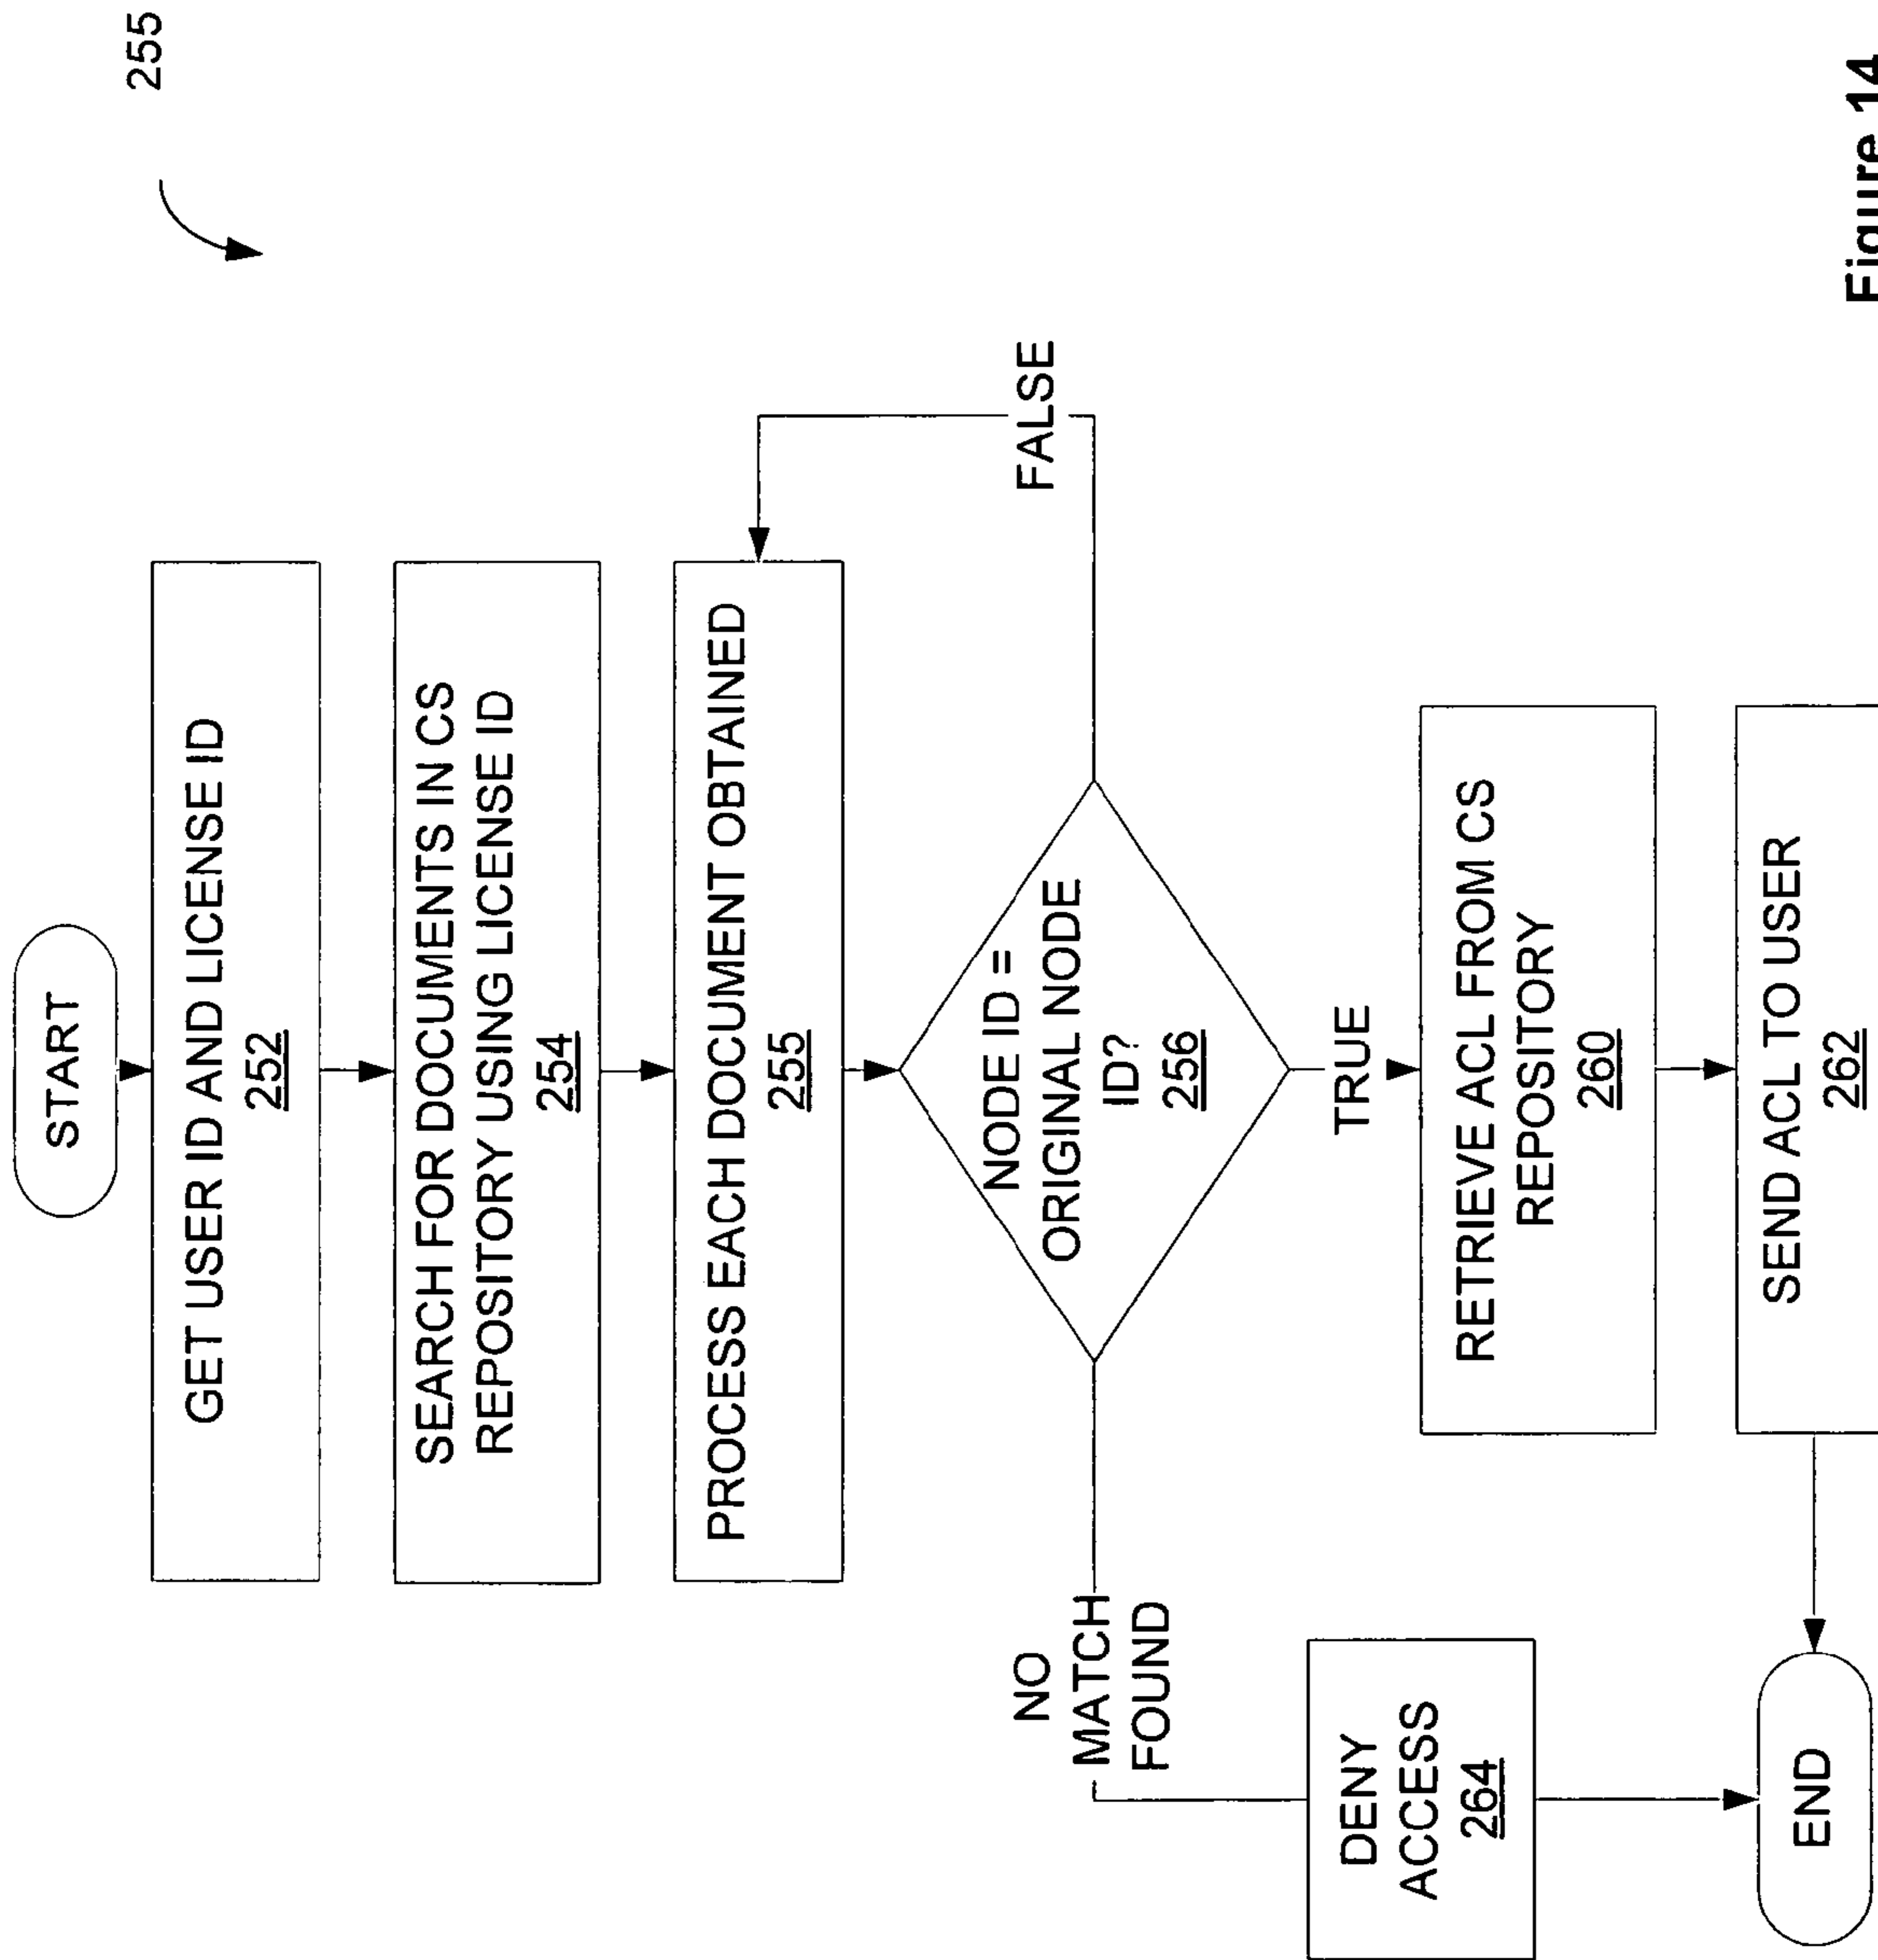 255
START
GET USER ID AND LICENSE ID
252
SEARCH FOR DOCUMENTS IN CS
REPOSITORY USING LICENSE ID
254
PROCESS EACH DOCUMENT OBTAINED
255
NODE ID =
ORIGINAL NODE
ID?
256
FALSE
NO
MATCH
FOUND
TRUE
DENY
ACCESS
264
RETRIEVE ACL FROM CS
REPOSITORY
260
SEND ACL TO USER
262
END
Figure 14